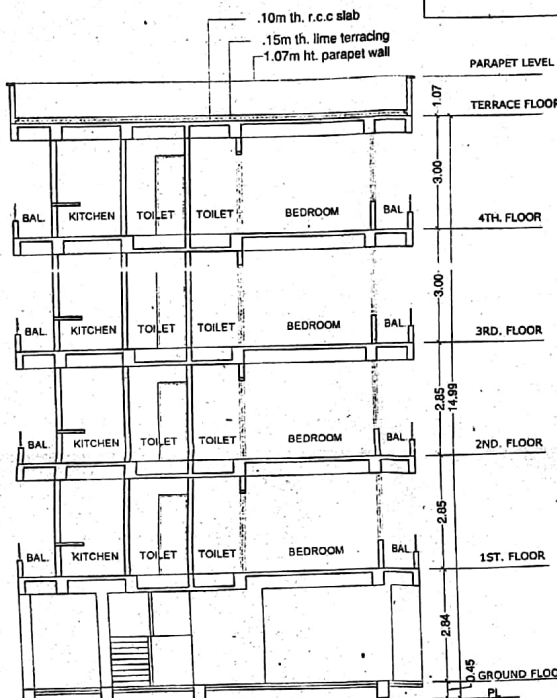 .10m th. r.c.c slab
.15m th. lime terracing
1.07m ht. parapet wall
PARAPET LEVEL
1.07
TERRACE FLOOR
3.00
BAL. KITCHEN TOILET TOILET BEDROOM BAL
4TH. FLOOR
3.00
BAL. KITCHEN TOILET TOILET BEDROOM BAL.
3RD. FLOOR
2.85
14.99
BAL. KITCHEN TOILET TOILET BEDROOM BAL.
2ND. FLOOR
2.85
BAL. KITCHEN TOILET TOILET BEDROOM BAL
1ST. FLOOR
2.84
0.45
GROUND FLOO
PL